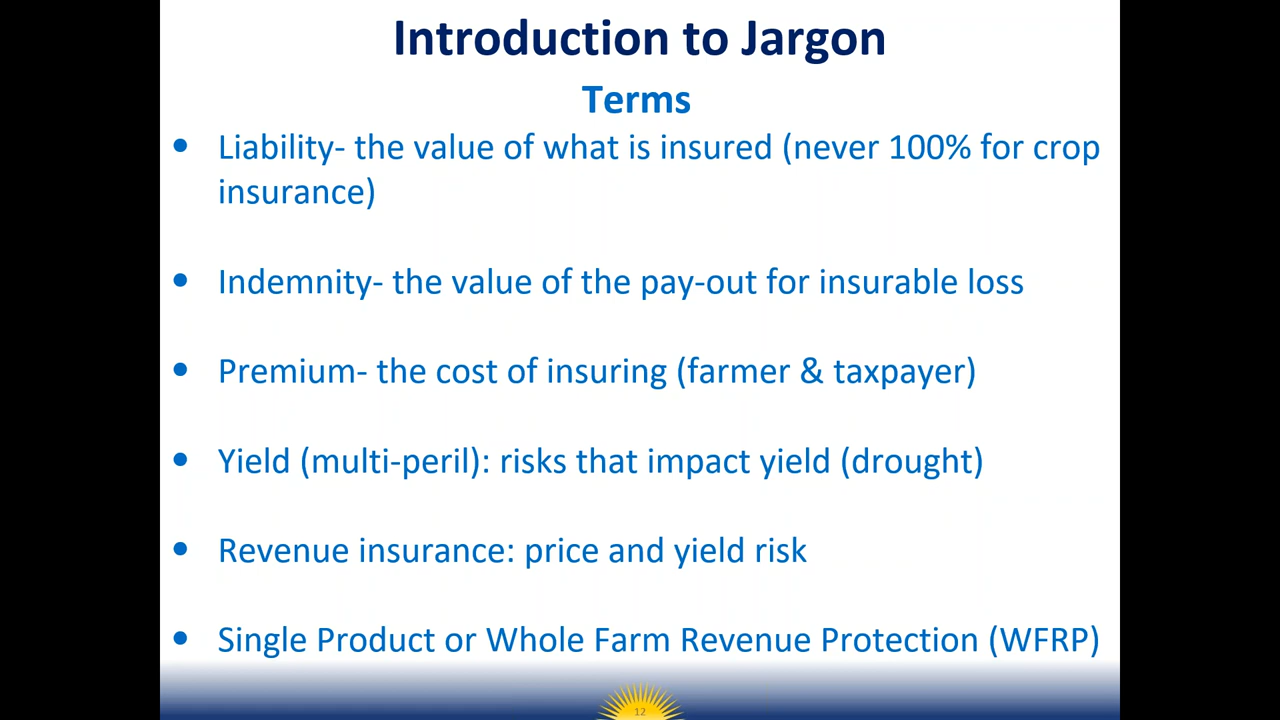 Introduction to Jargon
Terms
• Liability- the value of what is insured (never 100% for crop
insurance)
• Indemnity- the value of the pay-out for insurable loss
• Premium- the cost of insuring (farmer & taxpayer)
• Yield (multi-peril): risks that impact yield (drought)
• Revenue insurance: price and yield risk
• Single Product or Whole Farm Revenue Protection (WFRP)
12